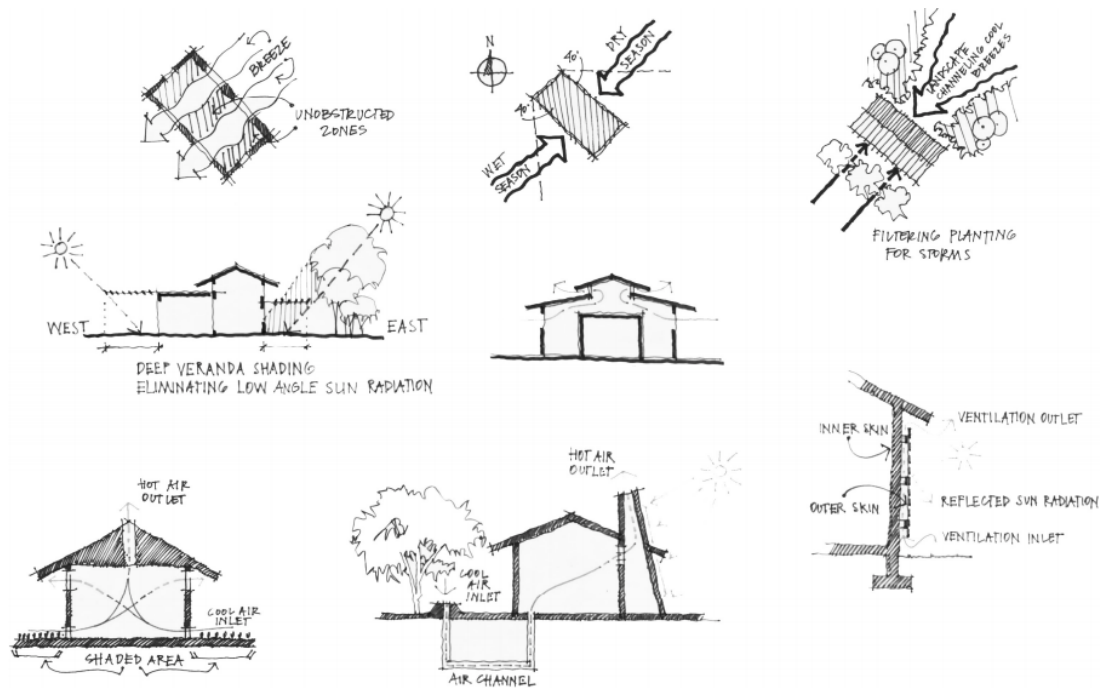 BREEZE
UNOBSTRUCTED
ZONES
N
DRY
SEASON
WET
SEASON
LANDSCAPE
CHANNELING COOL
BREEZES
FILTERING PLANTING
FOR STORMS
WEST
EAST
DEEP VERANDA SHADING
ELIMINATING LOW ANGLE SUN RADIATION
INNER SKIN
VENTILATION OUTLET
OUTER SKIN
REFLECTED SUN RADIATION
VENTILATION INLET
HOT AIR
OUTLET
COOL AIR
INLET
SHADED AREA
HOT AIR
OUTLET
COOL
AIR
INLET
AIR CHANNEL